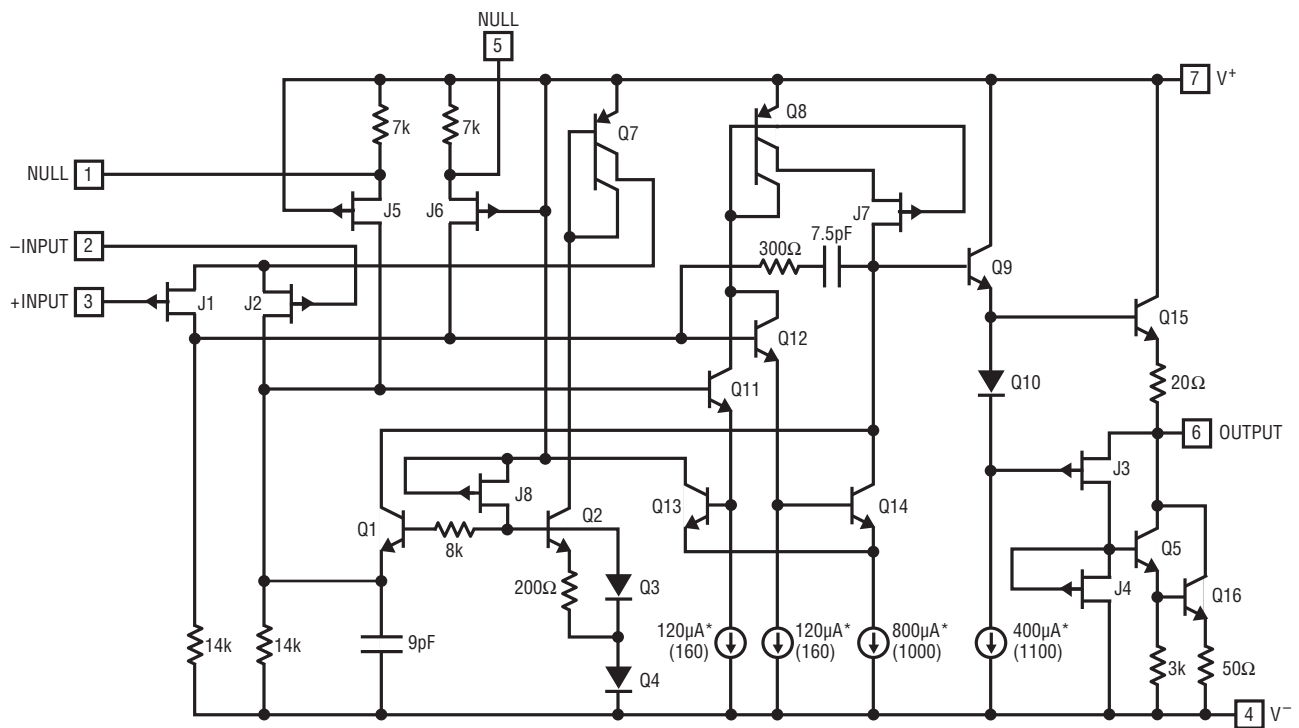 NULL
5
7 V+
7k
7k
Q7
Q8
NULL 1
J5
J6
J7
–INPUT 2
7.5pF
300Ω
Q9
+INPUT 3
J1
J2
Q15
Q12
Q11
Q10
20Ω
6 OUTPUT
J3
J8
Q13
Q14
Q1
Q2
8k
Q5
200Ω
Q3
J4
Q16
14k
14k
9pF
120µA*
(160)
120µA*
(160)
800µA*
(1000)
400µA*
(1100)
3k
50Ω
Q4
4 V–